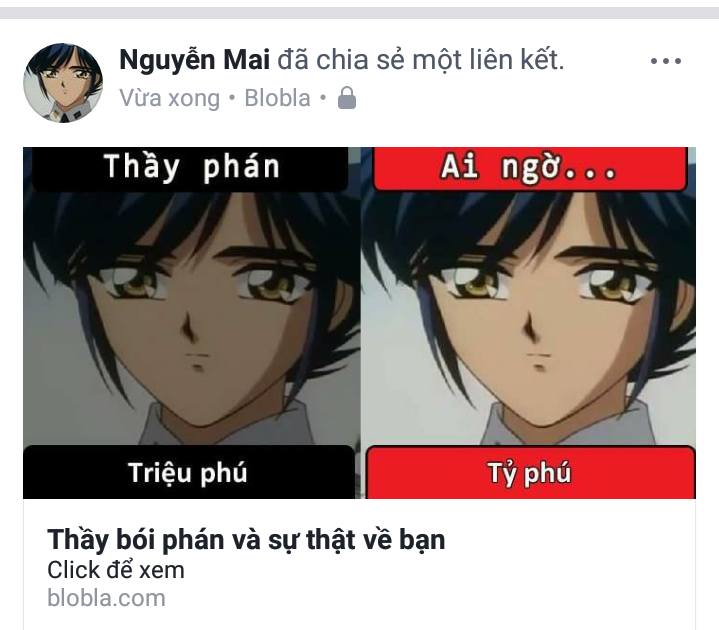 Nguyễn Mai đã chia sẻ một liên kết.
Vừa xong • Blobla •
Thầy phán
Ai ngờ...
Triệu phú
Tỷ phú
Thầy bói phán và sự thật về bạn
Click để xem
blobla.com